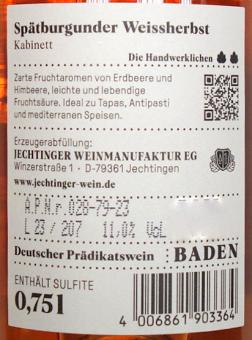 Spätburgunder Weissherbst
Kabinett
Die Handwerklichen
Zarte Fruchtaromen von Erdbeere und
Himbeere, leichte und lebendige
Fruchtsäure. Ideal zu Tapas, Antipasti
und mediterranen Speisen.
Erzeugerabfüllung:
JECHTINGER WEINMANUFAKTUR EG
Winzerstraße 1 · D-79361 Jechtingen
www.jechtinger-wein.de
A.P.Nr.028-79-23
L 23/207 11,0% Vol
Deutscher Prädikatswein BADEN
ENTHÄLT SULFITE
0,75l
4 006861 903364